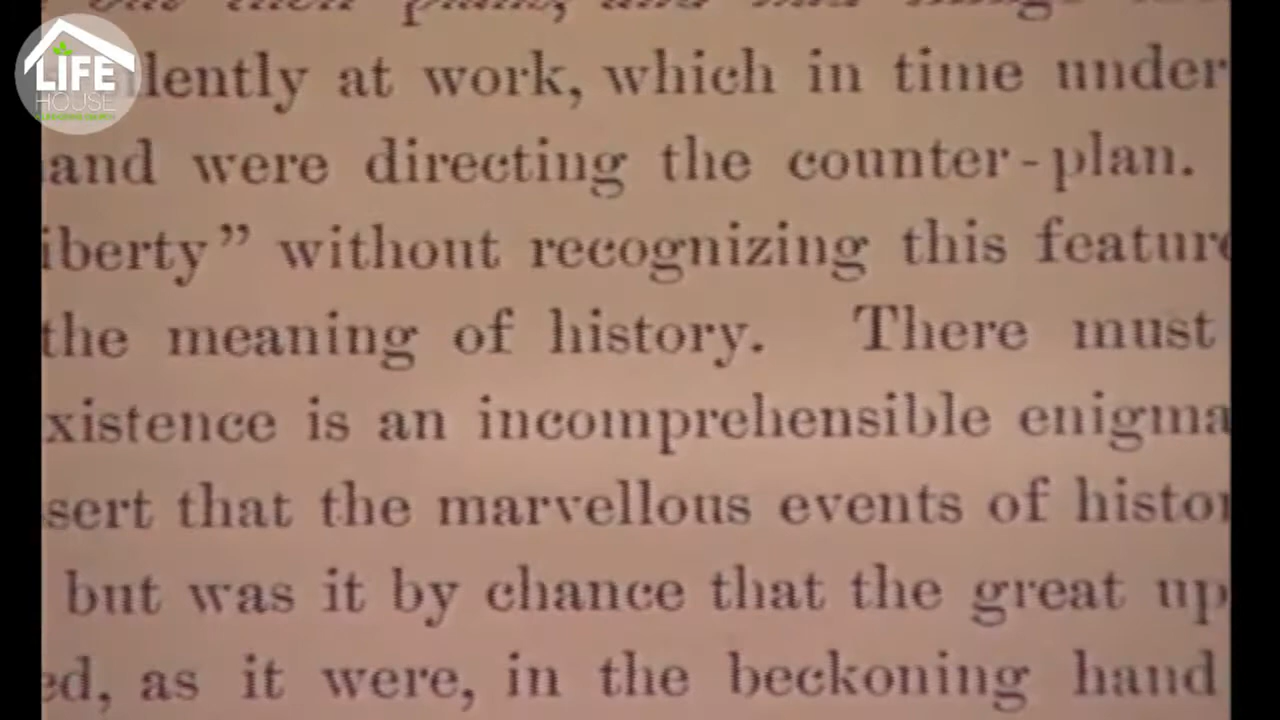 LIFE
HOUSE
lently at work, which in time under
and were directing the counter-plan.
iberty” without recognizing this feature
the meaning of history. There must
xistence is an incomprehensible enigma
sert that the marvellous events of histor
but was it by chance that the great up
ed, as it were, in the beckoning hand